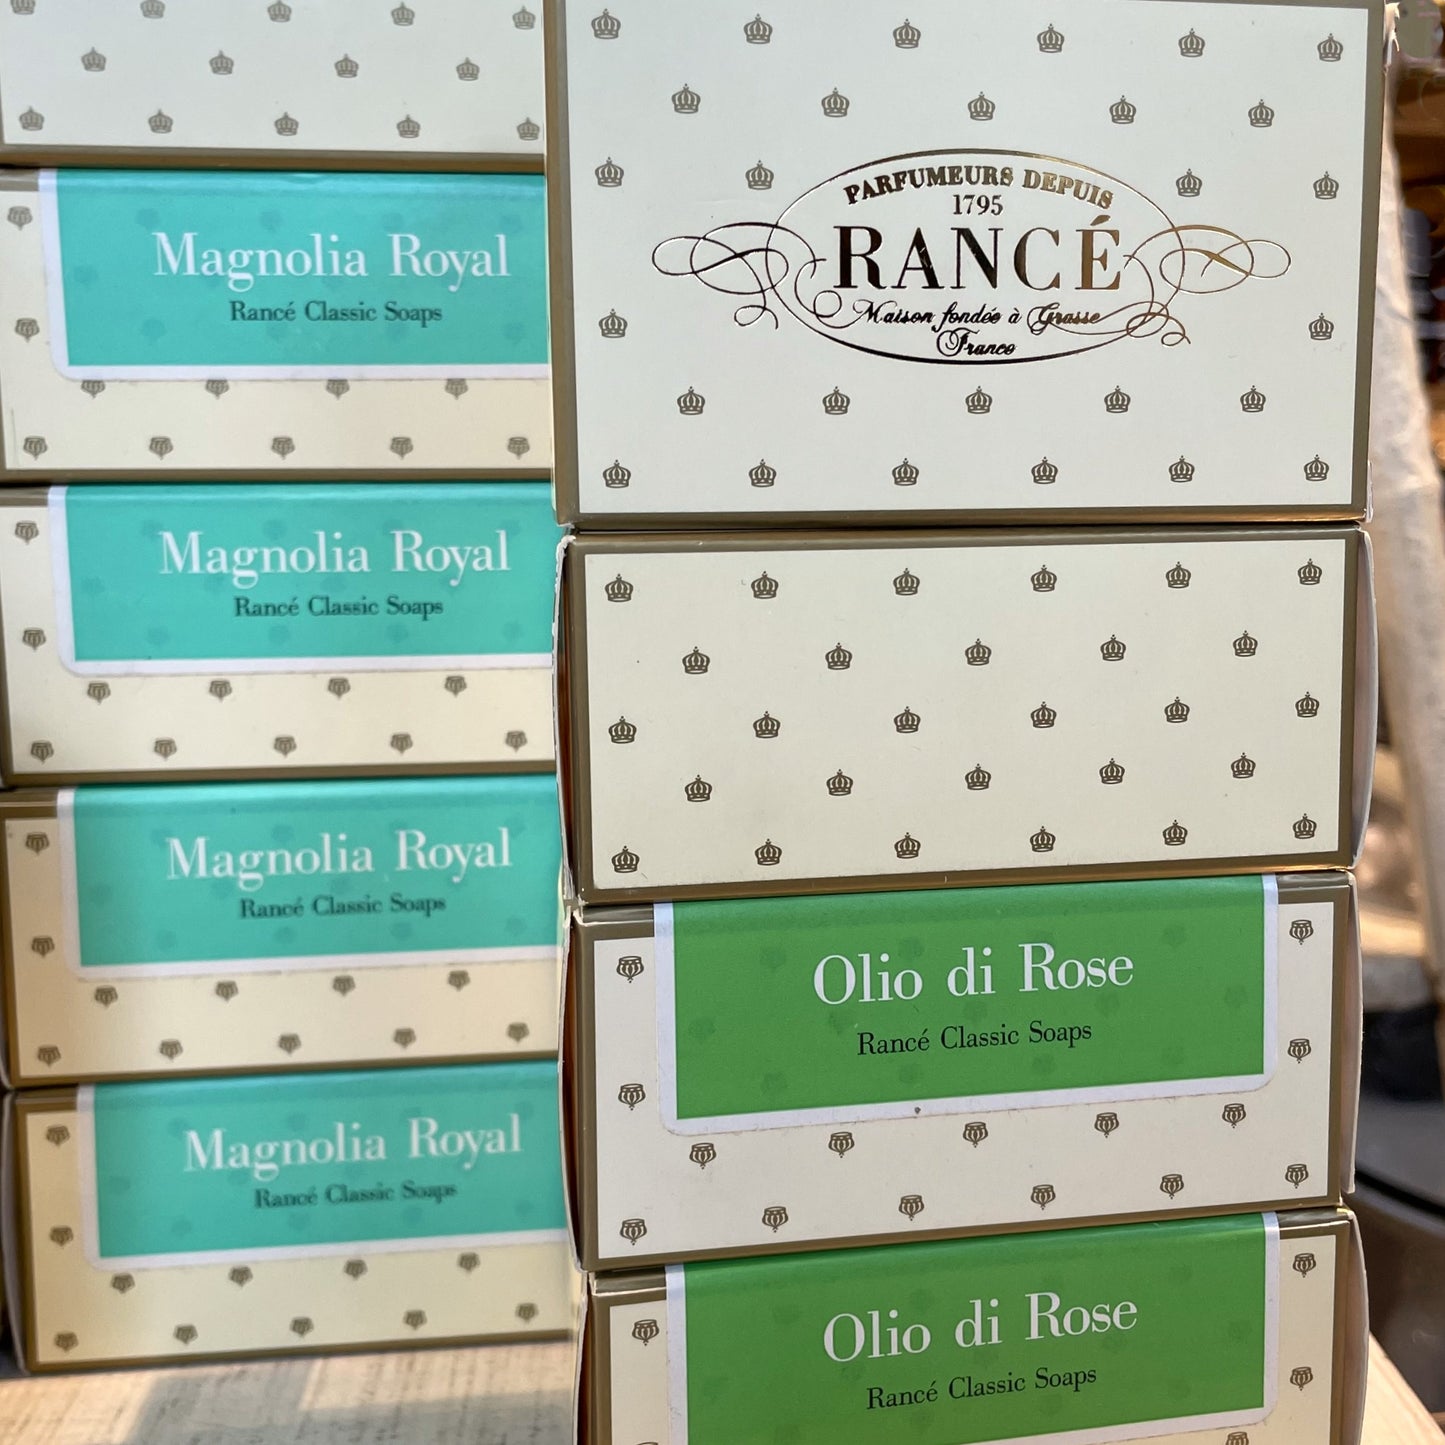 Magnolia Royal
Rancé Classic Soaps
Magnolia Royal
Rancé Classic Soaps
Magnolia Royal
Rancé Classic Soaps
Magnolia Royal
Rancé Classic Soaps
PARFUMEURS DEPUIS
1795
RANCÉ
Maison fondée à Grasse
France
Olio di Rose
Rancé Classic Soaps
Olio di Rose
Rancé Classic Soaps